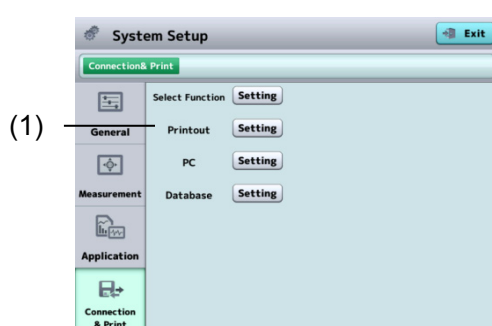 System Setup
Exit
Connection& Print
Select Function Setting
(1)
General
Printout Setting
PC Setting
Measurement
Database Setting
Application
Connection
& Print